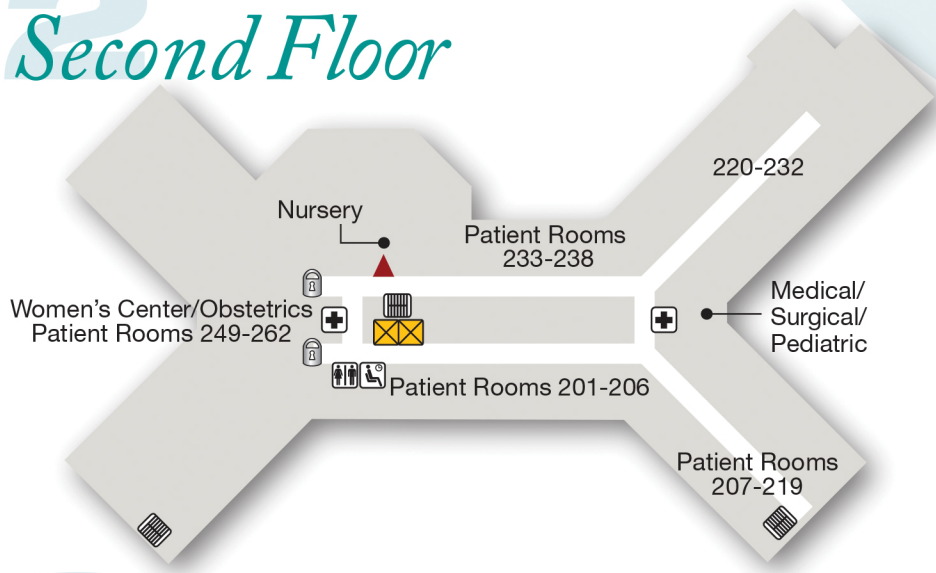 2
Second Floor
220-232
Nursery
Patient Rooms
233-238
Women's Center/Obstetrics
Patient Rooms 249-262
Medical/
Surgical/
Pediatric
Patient Rooms 201-206
Patient Rooms
207-219